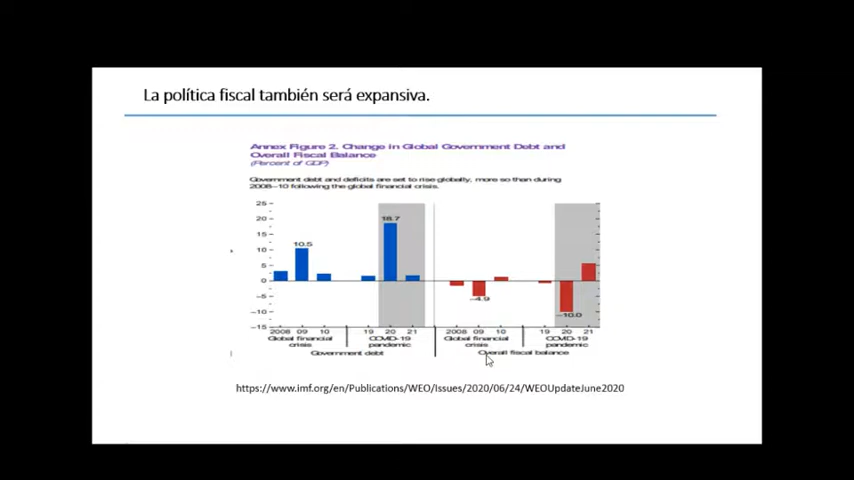 La política fiscal también será expansiva.
Annex Figure 2. Change in Global Government Debt and
Overall Fiscal Balance
(Percent of GDP)
Government debt and deficits are set to rise globally, more so than during
2008–10 following the global financial crisis.
25
20
15
10
5
0
−5
−10
−15
10.5
18.7
−4.9
−10.0
2008 09 10 19 20 21 2008 09 10 19 20 21
Global financial COVID-19 Global financial COVID-19
crisis pandemic crisis pandemic
Government debt Overall fiscal balance
https://www.imf.org/en/Publications/WEO/Issues/2020/06/24/WEOUpdateJune2020